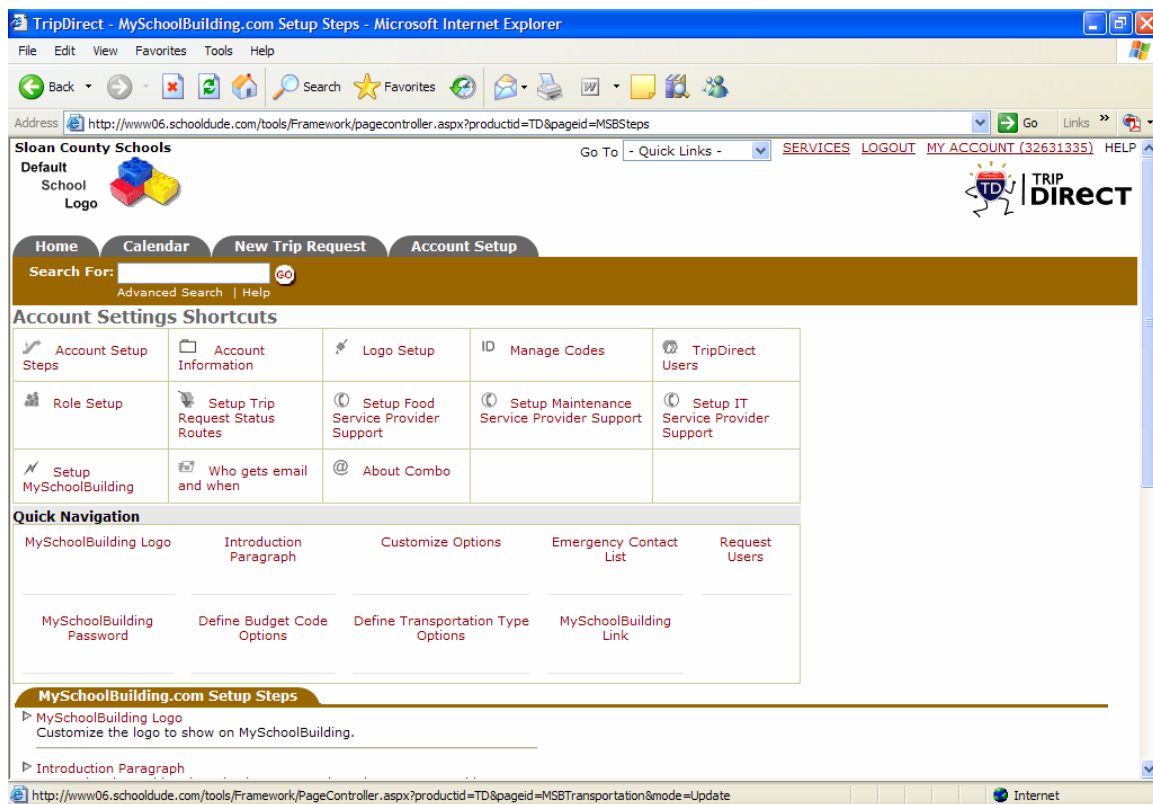 TripDirect - MySchoolBuilding.com Setup Steps - Microsoft Internet Explorer
File Edit View Favorites Tools Help
Back Search Favorites
Address http://www06.schooldude.com/tools/Framework/pagecontroller.aspx?productid=TD&pageid=MSBSteps Go Links »
Sloan County Schools Go To - Quick Links - SERVICES LOGOUT MY ACCOUNT (32631335) HELP
Default
School
Logo
TD TRIP
DIRECT
Home Calendar New Trip Request Account Setup
Search For: GO
Advanced Search | Help
Account Settings Shortcuts
Account Setup
Steps
Account
Information
Logo Setup
ID Manage Codes
TripDirect
Users
Role Setup
Setup Trip
Request Status
Routes
Setup Food
Service Provider
Support
Setup Maintenance
Service Provider Support
Setup IT
Service Provider
Support
Setup
MySchoolBuilding
Who gets email
and when
@ About Combo
Quick Navigation
MySchoolBuilding Logo
Introduction
Paragraph
Customize Options
Emergency Contact
List
Request
Users
MySchoolBuilding
Password
Define Budget Code
Options
Define Transportation Type
Options
MySchoolBuilding
Link
MySchoolBuilding.com Setup Steps
MySchoolBuilding Logo
Customize the logo to show on MySchoolBuilding.
Introduction Paragraph
http://www06.schooldude.com/tools/Framework/PageController.aspx?productid=TD&pageid=MSBTransportation&mode=Update Internet